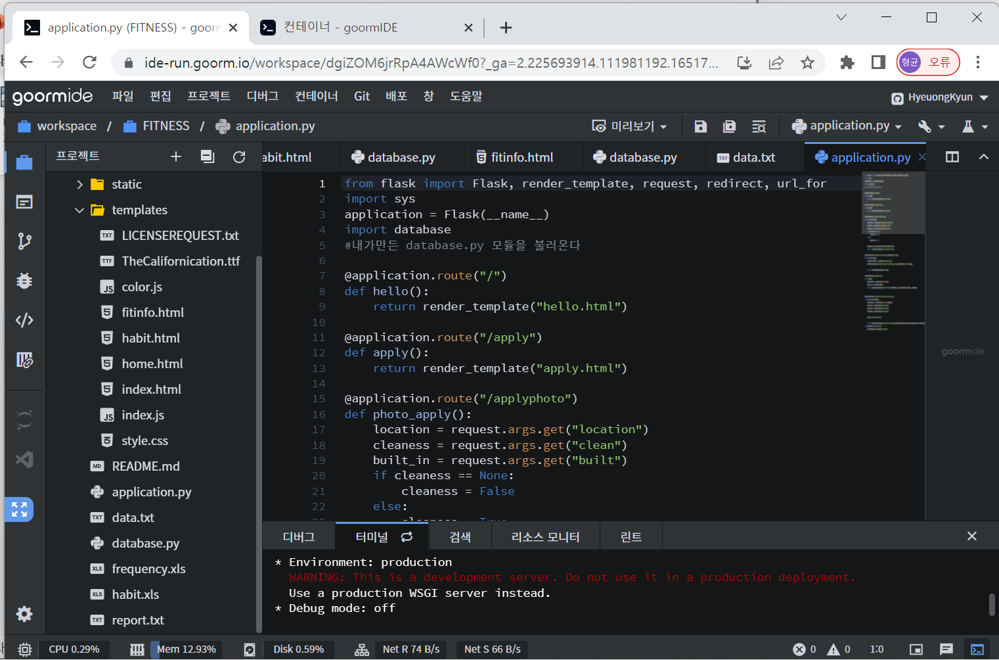 application.py (FITNESS) - goorm
컨테이너 - goormIDE
ide-run.goorm.io/workspace/dgiZOM6jrRpA4AWcWf0?_ga=2.225693914.111981192.16517...
형균 오류
goormide 파일 편집 프로젝트 디버그 컨테이너 Git 배포 창 도움말 HyeuongKyun
workspace / FITNESS / application.py 미리보기 application.py
프로젝트
abit.html database.py fitinfo.html database.py data.txt application.py
static
templates
LICENSEREQUEST.txt
TheCalifornication.ttf
color.js
fitinfo.html
habit.html
home.html
index.html
index.js
style.css
README.md
application.py
data.txt
database.py
frequency.xls
habit.xls
report.txt
1 from flask import Flask, render_template, request, redirect, url_for
2 import sys
3 application = Flask(__name__)
4 import database
5 #내가만든 database.py 모듈을 불러온다
6
7 @application.route("/")
8 def hello():
9     return render_template("hello.html")
10
11 @application.route("/apply")
12 def apply():
13     return render_template("apply.html")
14
15 @application.route("/applyphoto")
16 def photo_apply():
17     location = request.args.get("location")
18     cleaness = request.args.get("clean")
19     built_in = request.args.get("built")
20     if cleaness == None:
21         cleaness = False
22     else:
goormide
디버그 터미널 검색 리소스 모니터 린트
* Environment: production
WARNING: This is a development server. Do not use it in a production deployment.
Use a production WSGI server instead.
* Debug mode: off
CPU 0.29% Mem 12.93% Disk 0.59% Net R 74 B/s Net S 66 B/s 0 0 1:0